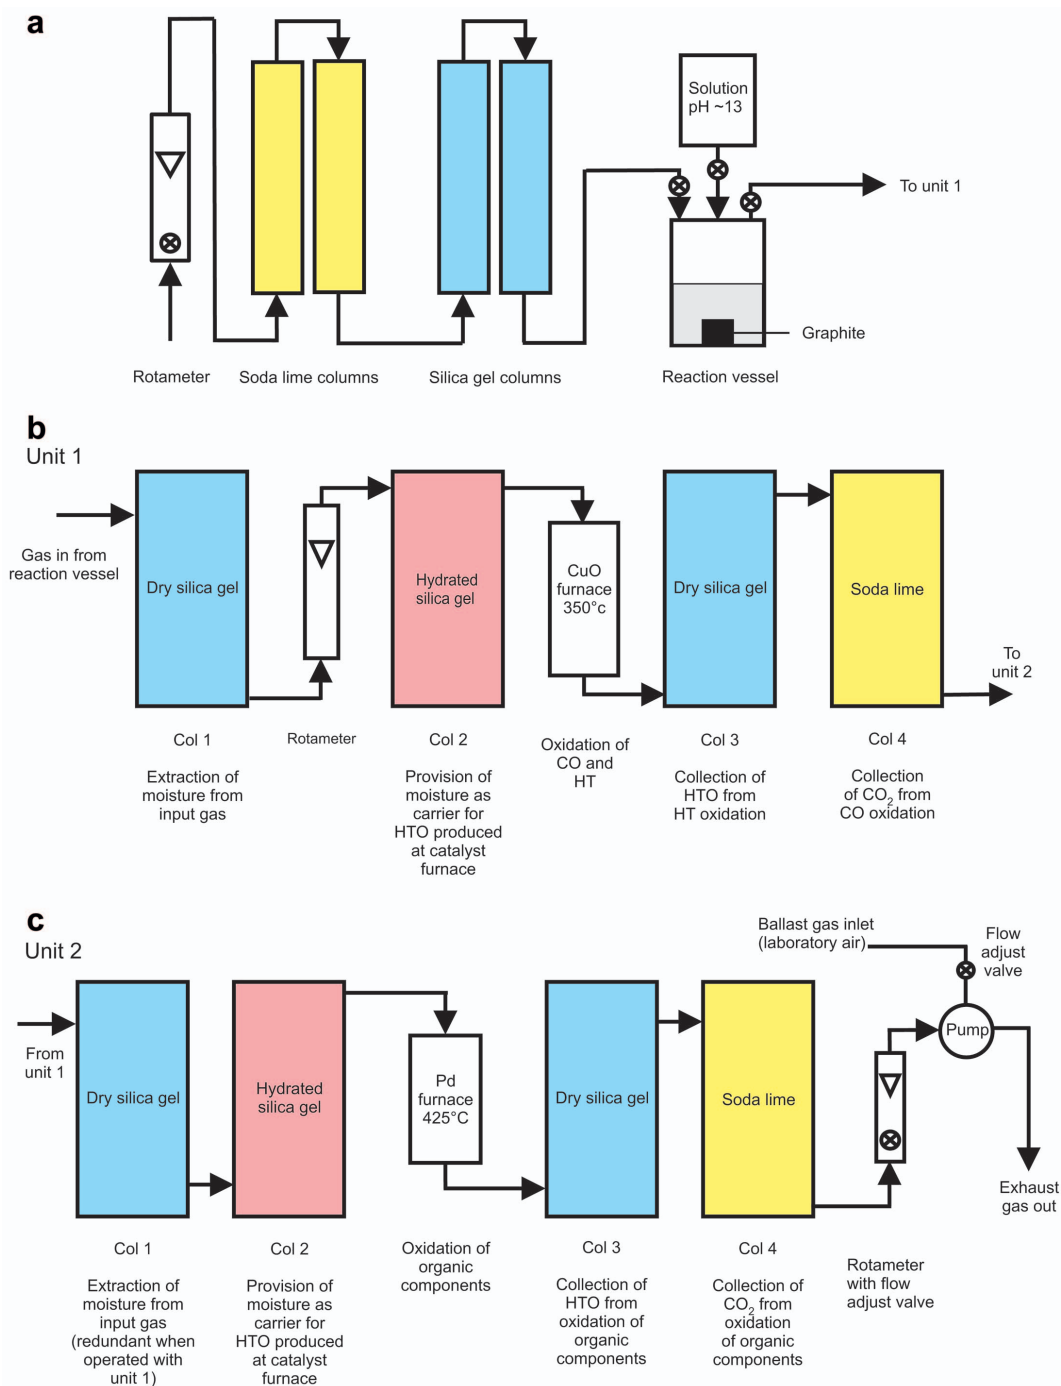 a
Solution
pH ~13
To unit 1
Graphite
Rotameter
Soda lime columns
Silica gel columns
Reaction vessel
b
Unit 1
Gas in from
reaction vessel
Dry silica gel
Hydrated
silica gel
CuO
furnace
350°c
Dry silica gel
Soda lime
To
unit 2
Col 1
Extraction of
moisture from
input gas
Rotameter
Col 2
Provision of
moisture as
carrier for
HTO produced
at catalyst
furnace
Oxidation of
CO and
HT
Col 3
Collection of
HTO from
HT oxidation
Col 4
Collection
of CO2 from
CO oxidation
c
Unit 2
Ballast gas inlet
(laboratory air)
Flow
adjust
valve
From
unit 1
Dry silica gel
Hydrated
silica gel
Pd
furnace
425°C
Dry silica gel
Soda lime
Pump
Exhaust
gas out
Col 1
Extraction of
moisture from
input gas
(redundant when
operated with
unit 1)
Col 2
Provision of
moisture as
carrier for
HTO produced
at catalyst
furnace
Oxidation of
organic
components
Col 3
Collection of
HTO from
oxidation of
organic
components
Col 4
Collection of
CO2 from
oxidation
of organic
components
Rotameter
with flow
adjust valve